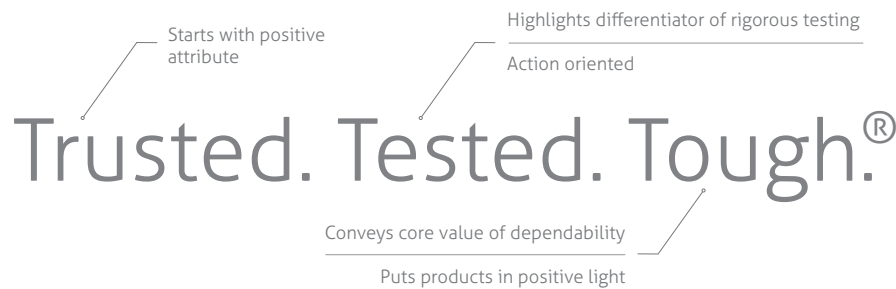 Starts with positive
attribute
Highlights differentiator of rigorous testing
Action oriented
Trusted. Tested. Tough.®
Conveys core value of dependability
Puts products in positive light